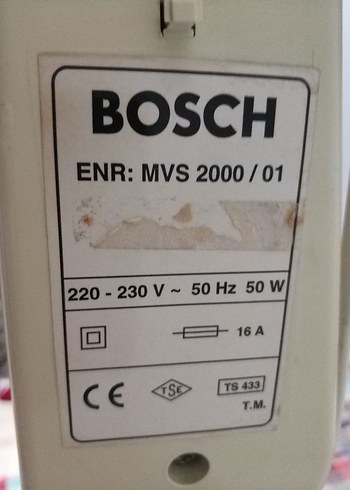 BOSCH
ENR: MVS 2000 / 01
220 - 230 V ~ 50 Hz 50 W
16 A
CE TSE TS 433
T.M.